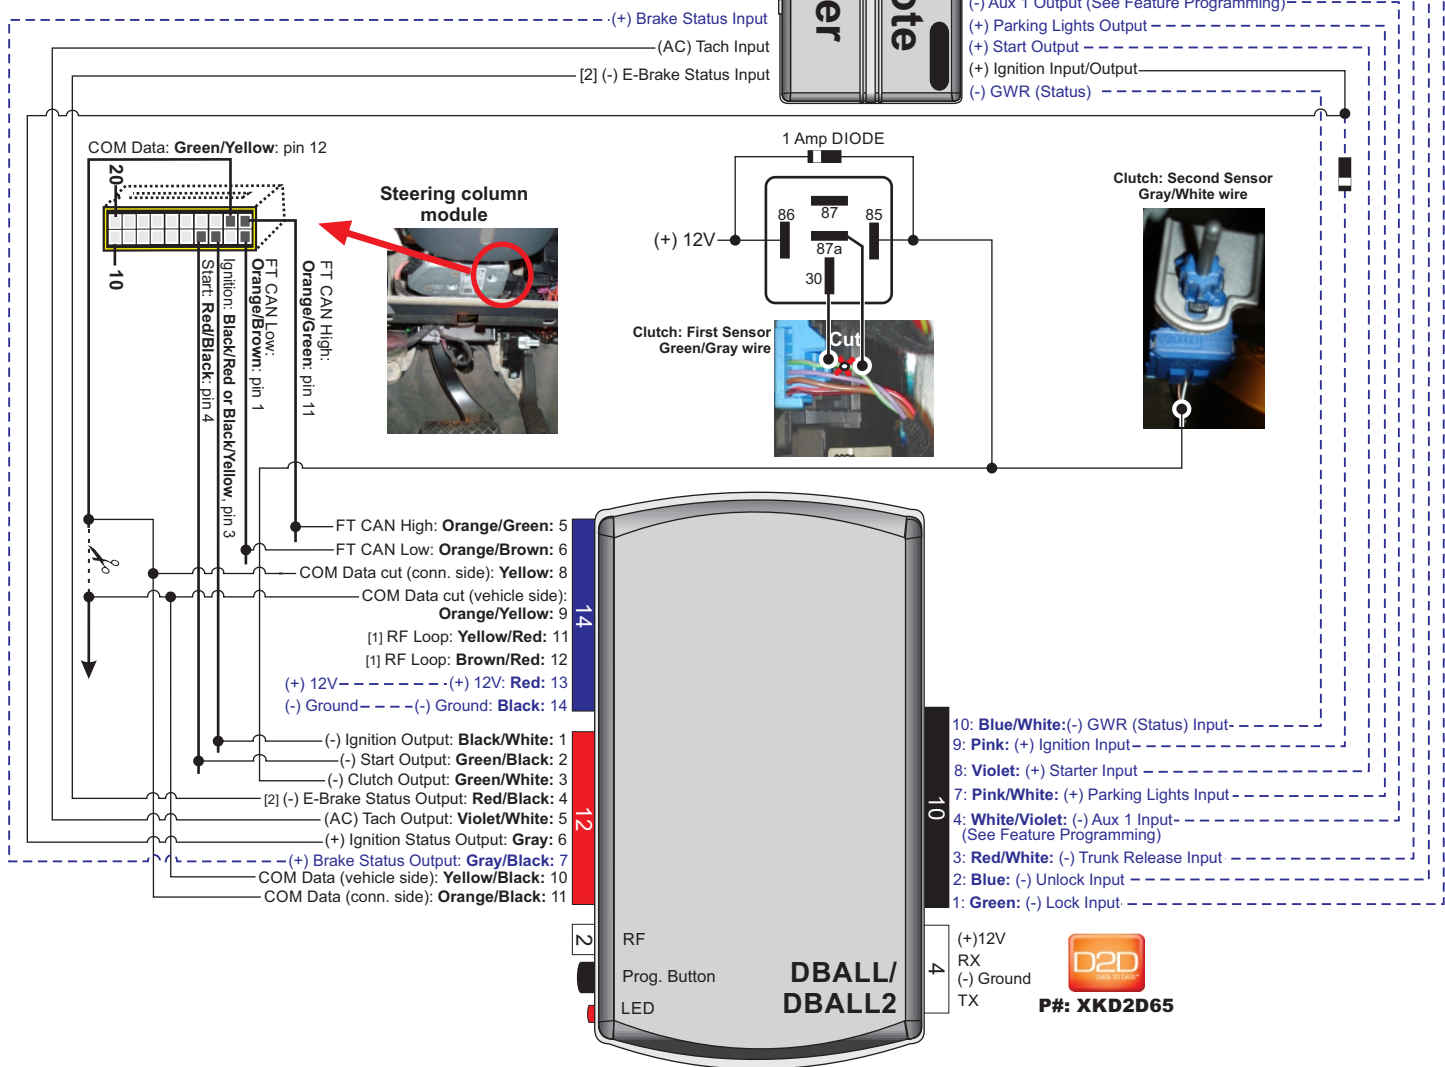 (-) Aux 1 Output (See Feature Programming)
(+) Brake Status Input
(+) Parking Lights Output
(AC) Tach Input
(+) Start Output
[2] (-) E-Brake Status Input
(+) Ignition Input/Output
(-) GWR (Status)
COM Data: Green/Yellow: pin 12
20
10
Steering column
module
FT CAN High:
Orange/Green: pin 11
FT CAN Low:
Orange/Brown: pin 1
Ignition: Black/Red or Black/Yellow, pin 3
Start: Red/Black: pin 4
1 Amp DIODE
86
87
85
87a
30
(+) 12V
Clutch: First Sensor
Green/Gray wire
Cut
Clutch: Second Sensor
Gray/White wire
FT CAN High: Orange/Green: 5
FT CAN Low: Orange/Brown: 6
COM Data cut (conn. side): Yellow: 8
COM Data cut (vehicle side):
Orange/Yellow: 9
[1] RF Loop: Yellow/Red: 11
[1] RF Loop: Brown/Red: 12
(+) 12V (+) 12V: Red: 13
(-) Ground (-) Ground: Black: 14
14
(-) Ignition Output: Black/White: 1
(-) Start Output: Green/Black: 2
(-) Clutch Output: Green/White: 3
[2] (-) E-Brake Status Output: Red/Black: 4
(AC) Tach Output: Violet/White: 5
(+) Ignition Status Output: Gray: 6
(+) Brake Status Output: Gray/Black: 7
COM Data (vehicle side): Yellow/Black: 10
COM Data (conn. side): Orange/Black: 11
12
10: Blue/White:(-) GWR (Status) Input
9: Pink: (+) Ignition Input
8: Violet: (+) Starter Input
7: Pink/White: (+) Parking Lights Input
4: White/Violet: (-) Aux 1 Input
(See Feature Programming)
3: Red/White: (-) Trunk Release Input
2: Blue: (-) Unlock Input
1: Green: (-) Lock Input
10
2
RF
Prog. Button
LED
DBALL/
DBALL2
4
(+)12V
RX
(-) Ground
TX
D2D
DATA TO DATA
P#: XKD2D65